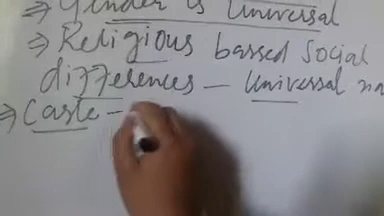 ⇒ Gender is Universal
⇒ Religious bassed Social
differences – Universal
⇒ Caste –